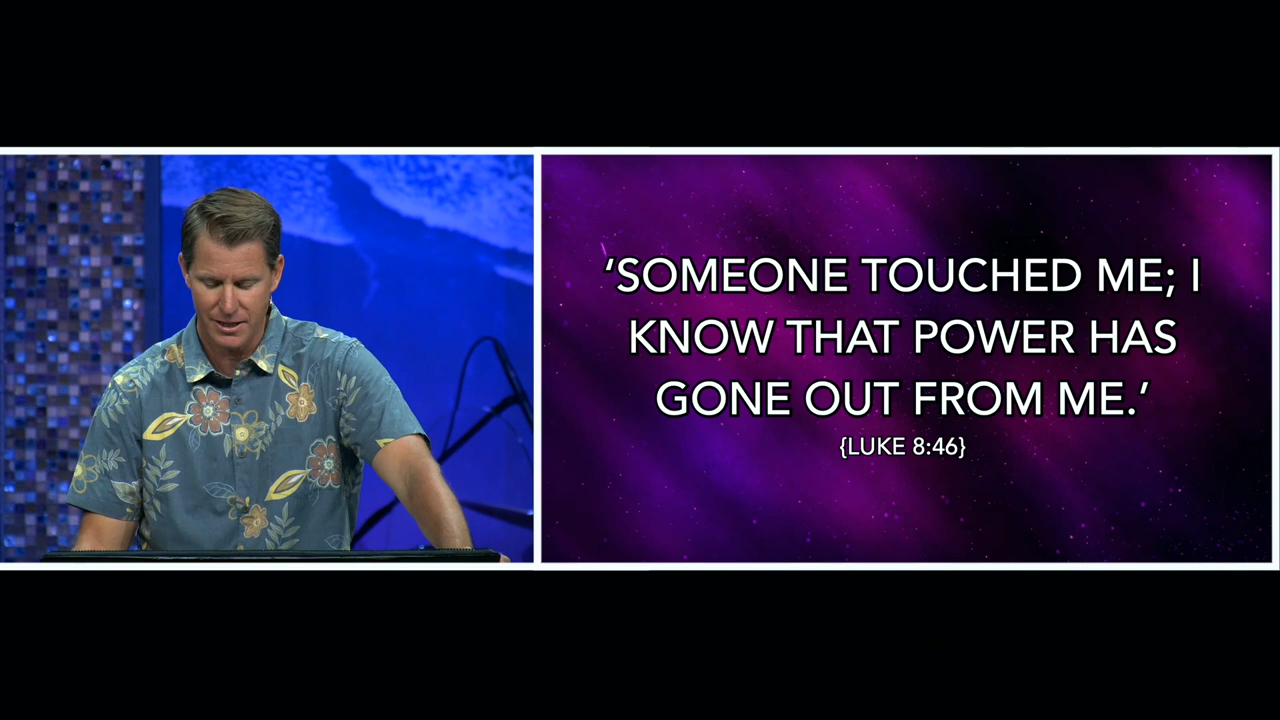 ‘SOMEONE TOUCHED ME; I
KNOW THAT POWER HAS
GONE OUT FROM ME.’
{LUKE 8:46}